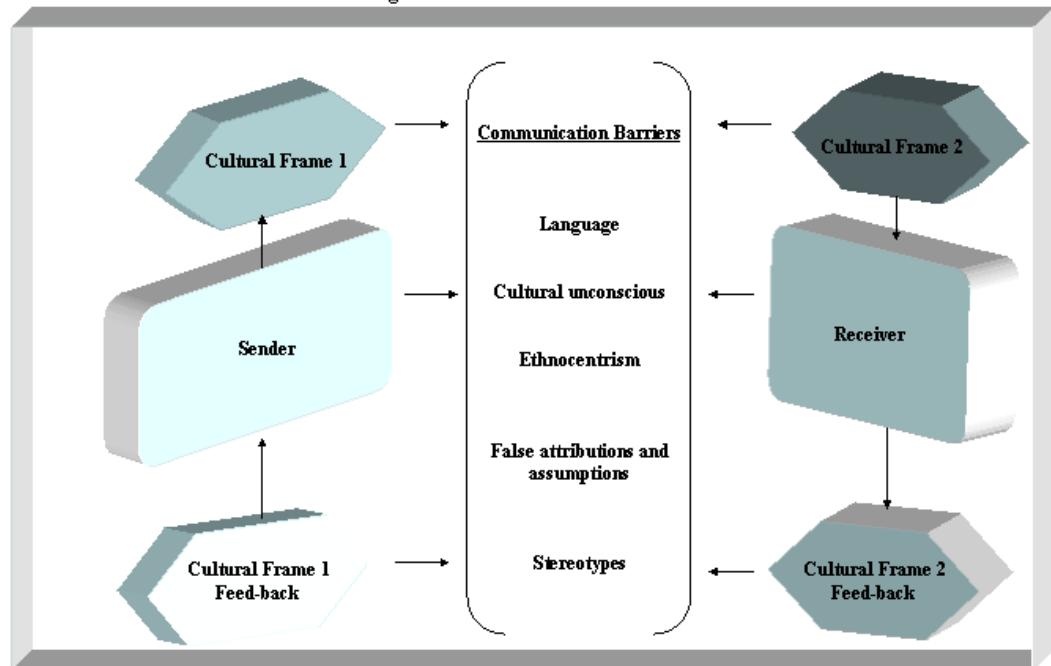 Communication Barriers
Cultural Frame 1
Cultural Frame 2
Language
Cultural unconscious
Sender
Receiver
Ethnocentrism
False attributions and
assumptions
Stereotypes
Cultural Frame 1
Feed-back
Cultural Frame 2
Feed-back